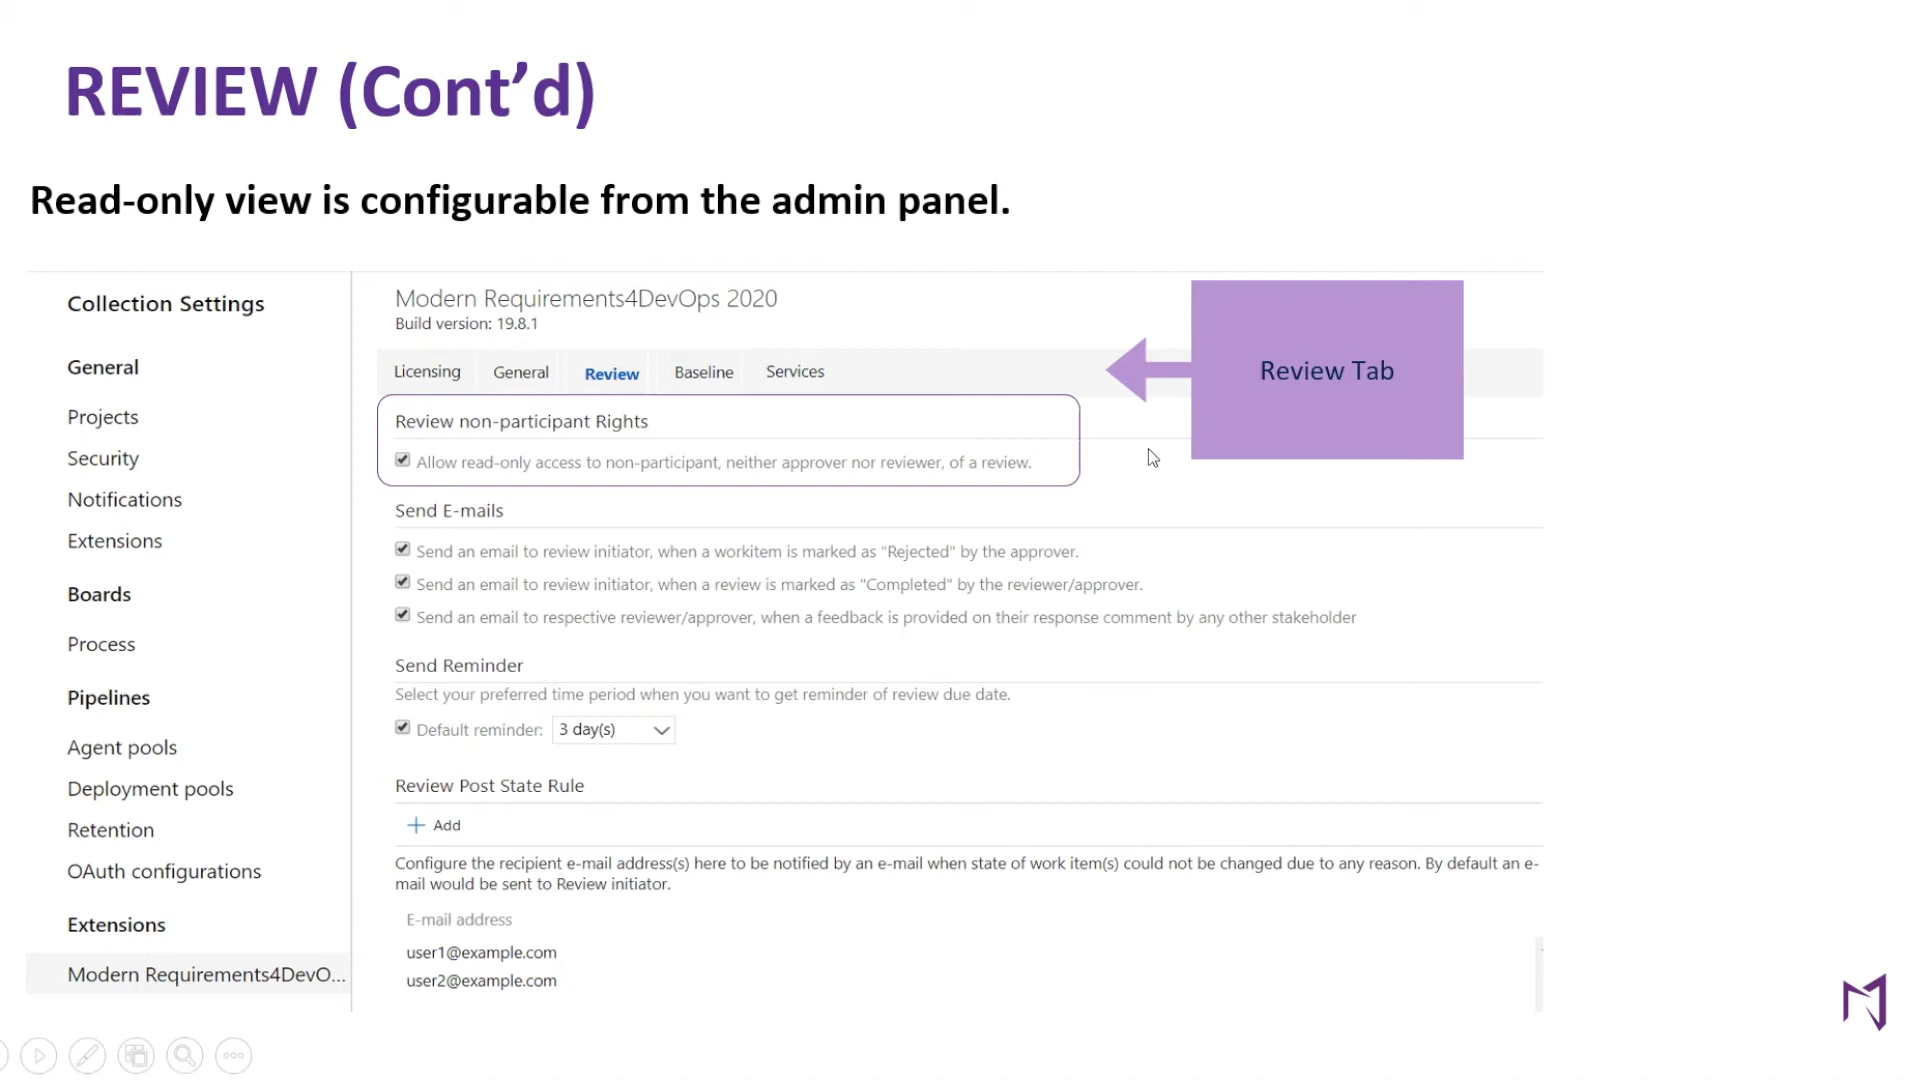 REVIEW (Cont’d)
Read-only view is configurable from the admin panel.
Collection Settings
General
Projects
Security
Notifications
Extensions
Boards
Process
Pipelines
Agent pools
Deployment pools
Retention
OAuth configurations
Extensions
Modern Requirements4DevO...
Modern Requirements4DevOps 2020
Build version: 19.8.1
Licensing General Review Baseline Services
Review Tab
Review non-participant Rights
Allow read-only access to non-participant, neither approver nor reviewer, of a review.
Send E-mails
Send an email to review initiator, when a workitem is marked as "Rejected" by the approver.
Send an email to review initiator, when a review is marked as "Completed" by the reviewer/approver.
Send an email to respective reviewer/approver, when a feedback is provided on their response comment by any other stakeholder
Send Reminder
Select your preferred time period when you want to get reminder of review due date.
Default reminder: 3 day(s)
Review Post State Rule
Add
Configure the recipient e-mail address(s) here to be notified by an e-mail when state of work item(s) could not be changed due to any reason. By default an e-
mail would be sent to Review initiator.
E-mail address
user1@example.com
user2@example.com